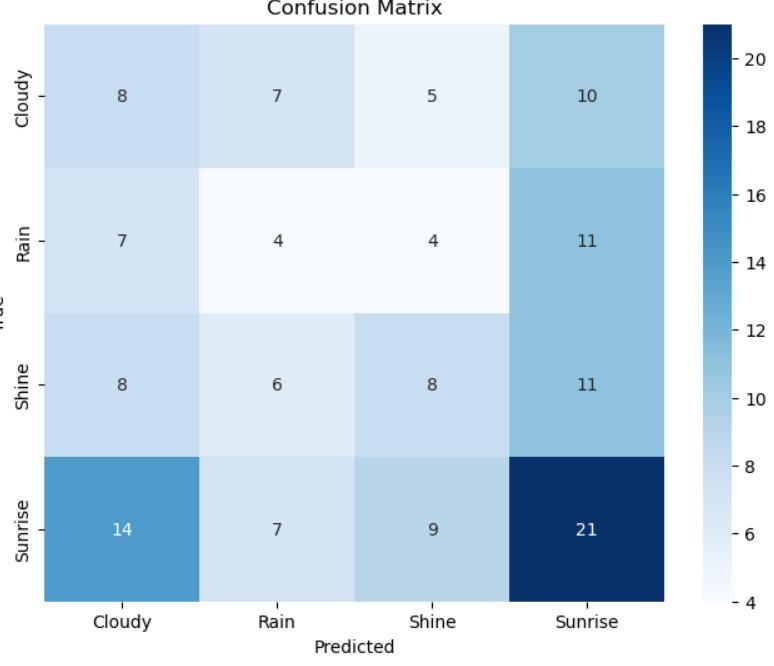 Confusion Matrix
Cloudy 8 7 5 10
Rain 7 4 4 11
Shine 8 6 8 11
Sunrise 14 7 9 21
Cloudy Rain Shine Sunrise
Predicted
20
18
16
14
12
10
8
6
4